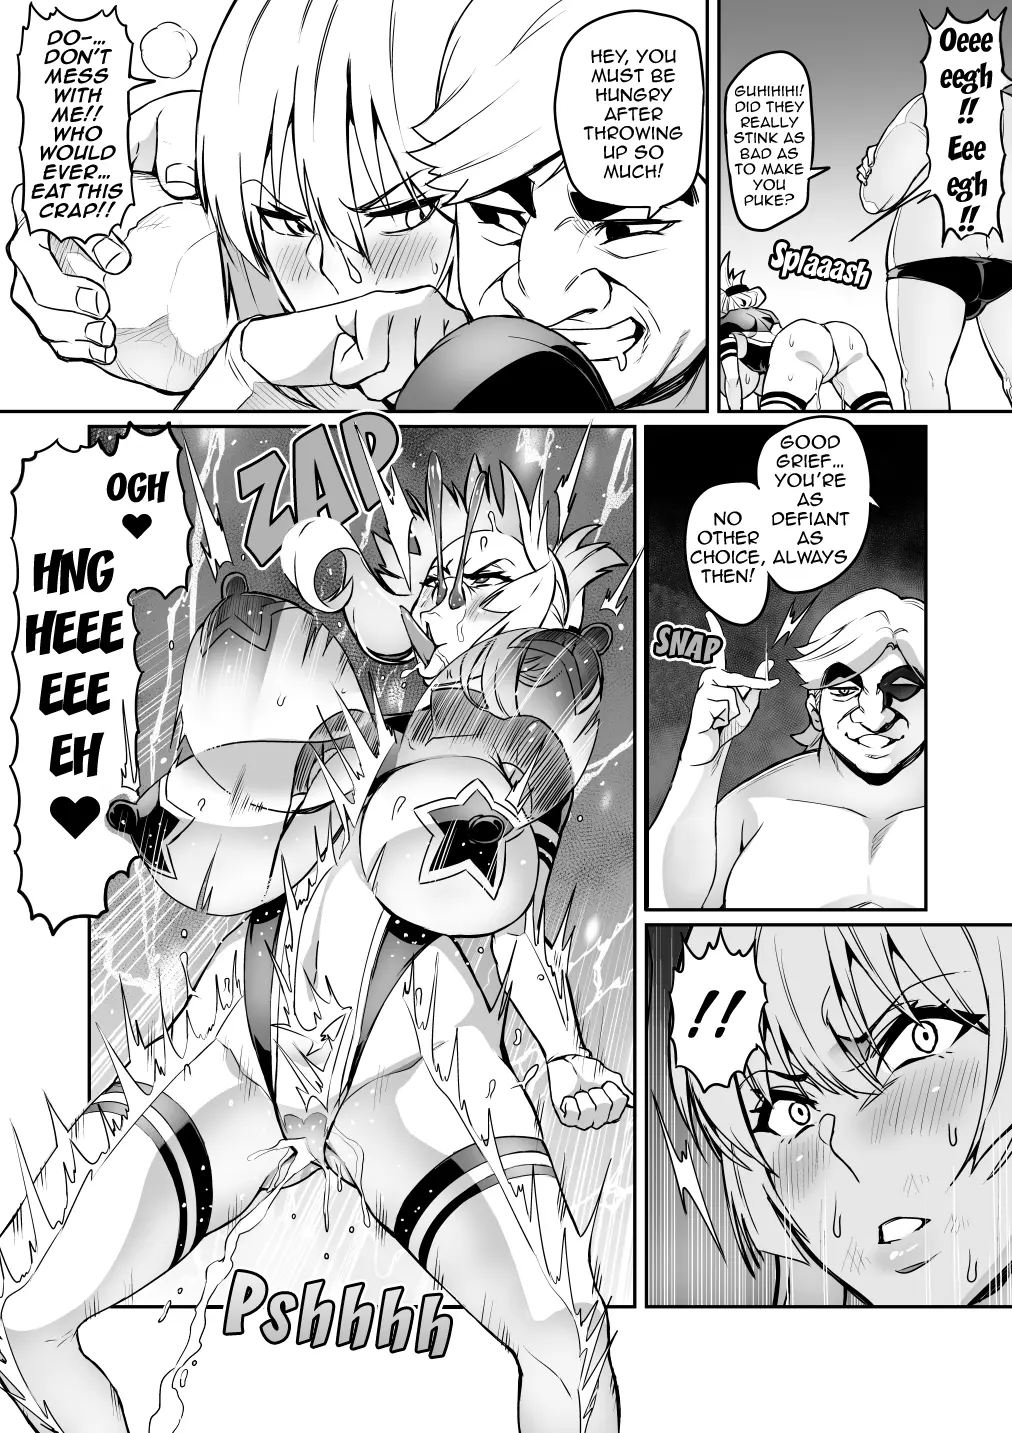 Oeee
eegh
!!
Eee
egh
!!
GUHIHIH!
DID THEY
REALLY
STINK AS
BAD AS
TO MAKE
YOU
PUKE?
Splaaash
HEY, YOU
MUST BE
HUNGRY
AFTER
THROWING
UP SO
MUCH!
DO-...
DON'T
MESS
WITH
ME!!
WHO
WOULD
EVER...
EAT THIS
CRAP!!
GOOD
GRIEF...
YOU'RE
AS
DEFIANT
AS
ALWAYS
NO
OTHER
CHOICE,
THEN!
SNAP
!!
ZAP
OGH
♥
HNG
HEEE
EEE
EH
♥
Pshhhh